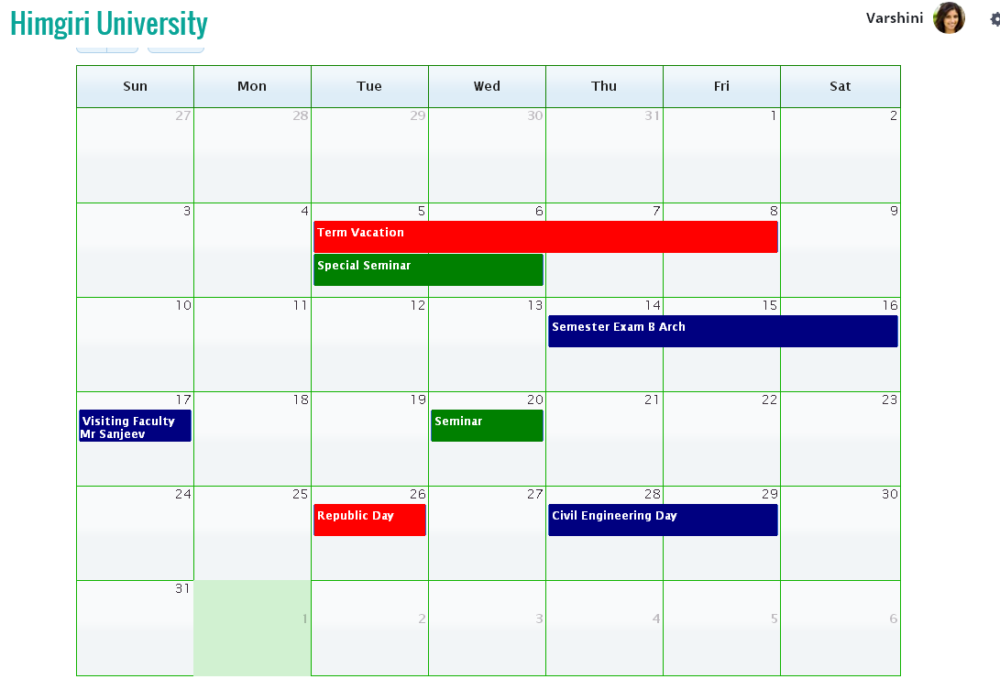 Himgiri University
Varshini
Sun Mon Tue Wed Thu Fri Sat
27 28 29 30 31 1 2
3 4 5 6 7 8 9
Term Vacation
Special Seminar
10 11 12 13 14 15 16
Semester Exam B Arch
17 18 19 20 21 22 23
Visiting Faculty
Mr Sanjeev
Seminar
24 25 26 27 28 29 30
Republic Day
Civil Engineering Day
31
1 2 3 4 5 6